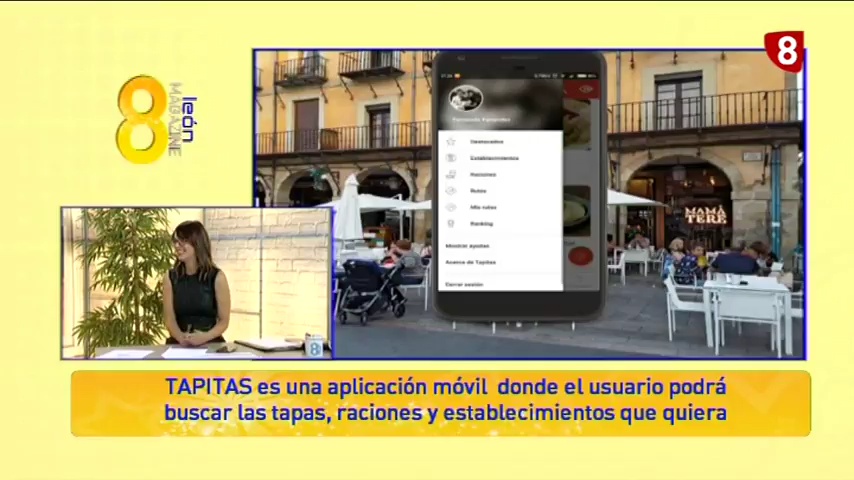 8
8
león
MAGAZINE
Destacados
Establecimientos
Raciones
Rutas
Mis rutas
Ranking
Mostrar ayudas
Acerca de Tapitas
Cerrar sesión
MAMÁ
TERE
8
TAPITAS es una aplicación móvil donde el usuario podrá
buscar las tapas, raciones y establecimientos que quiera